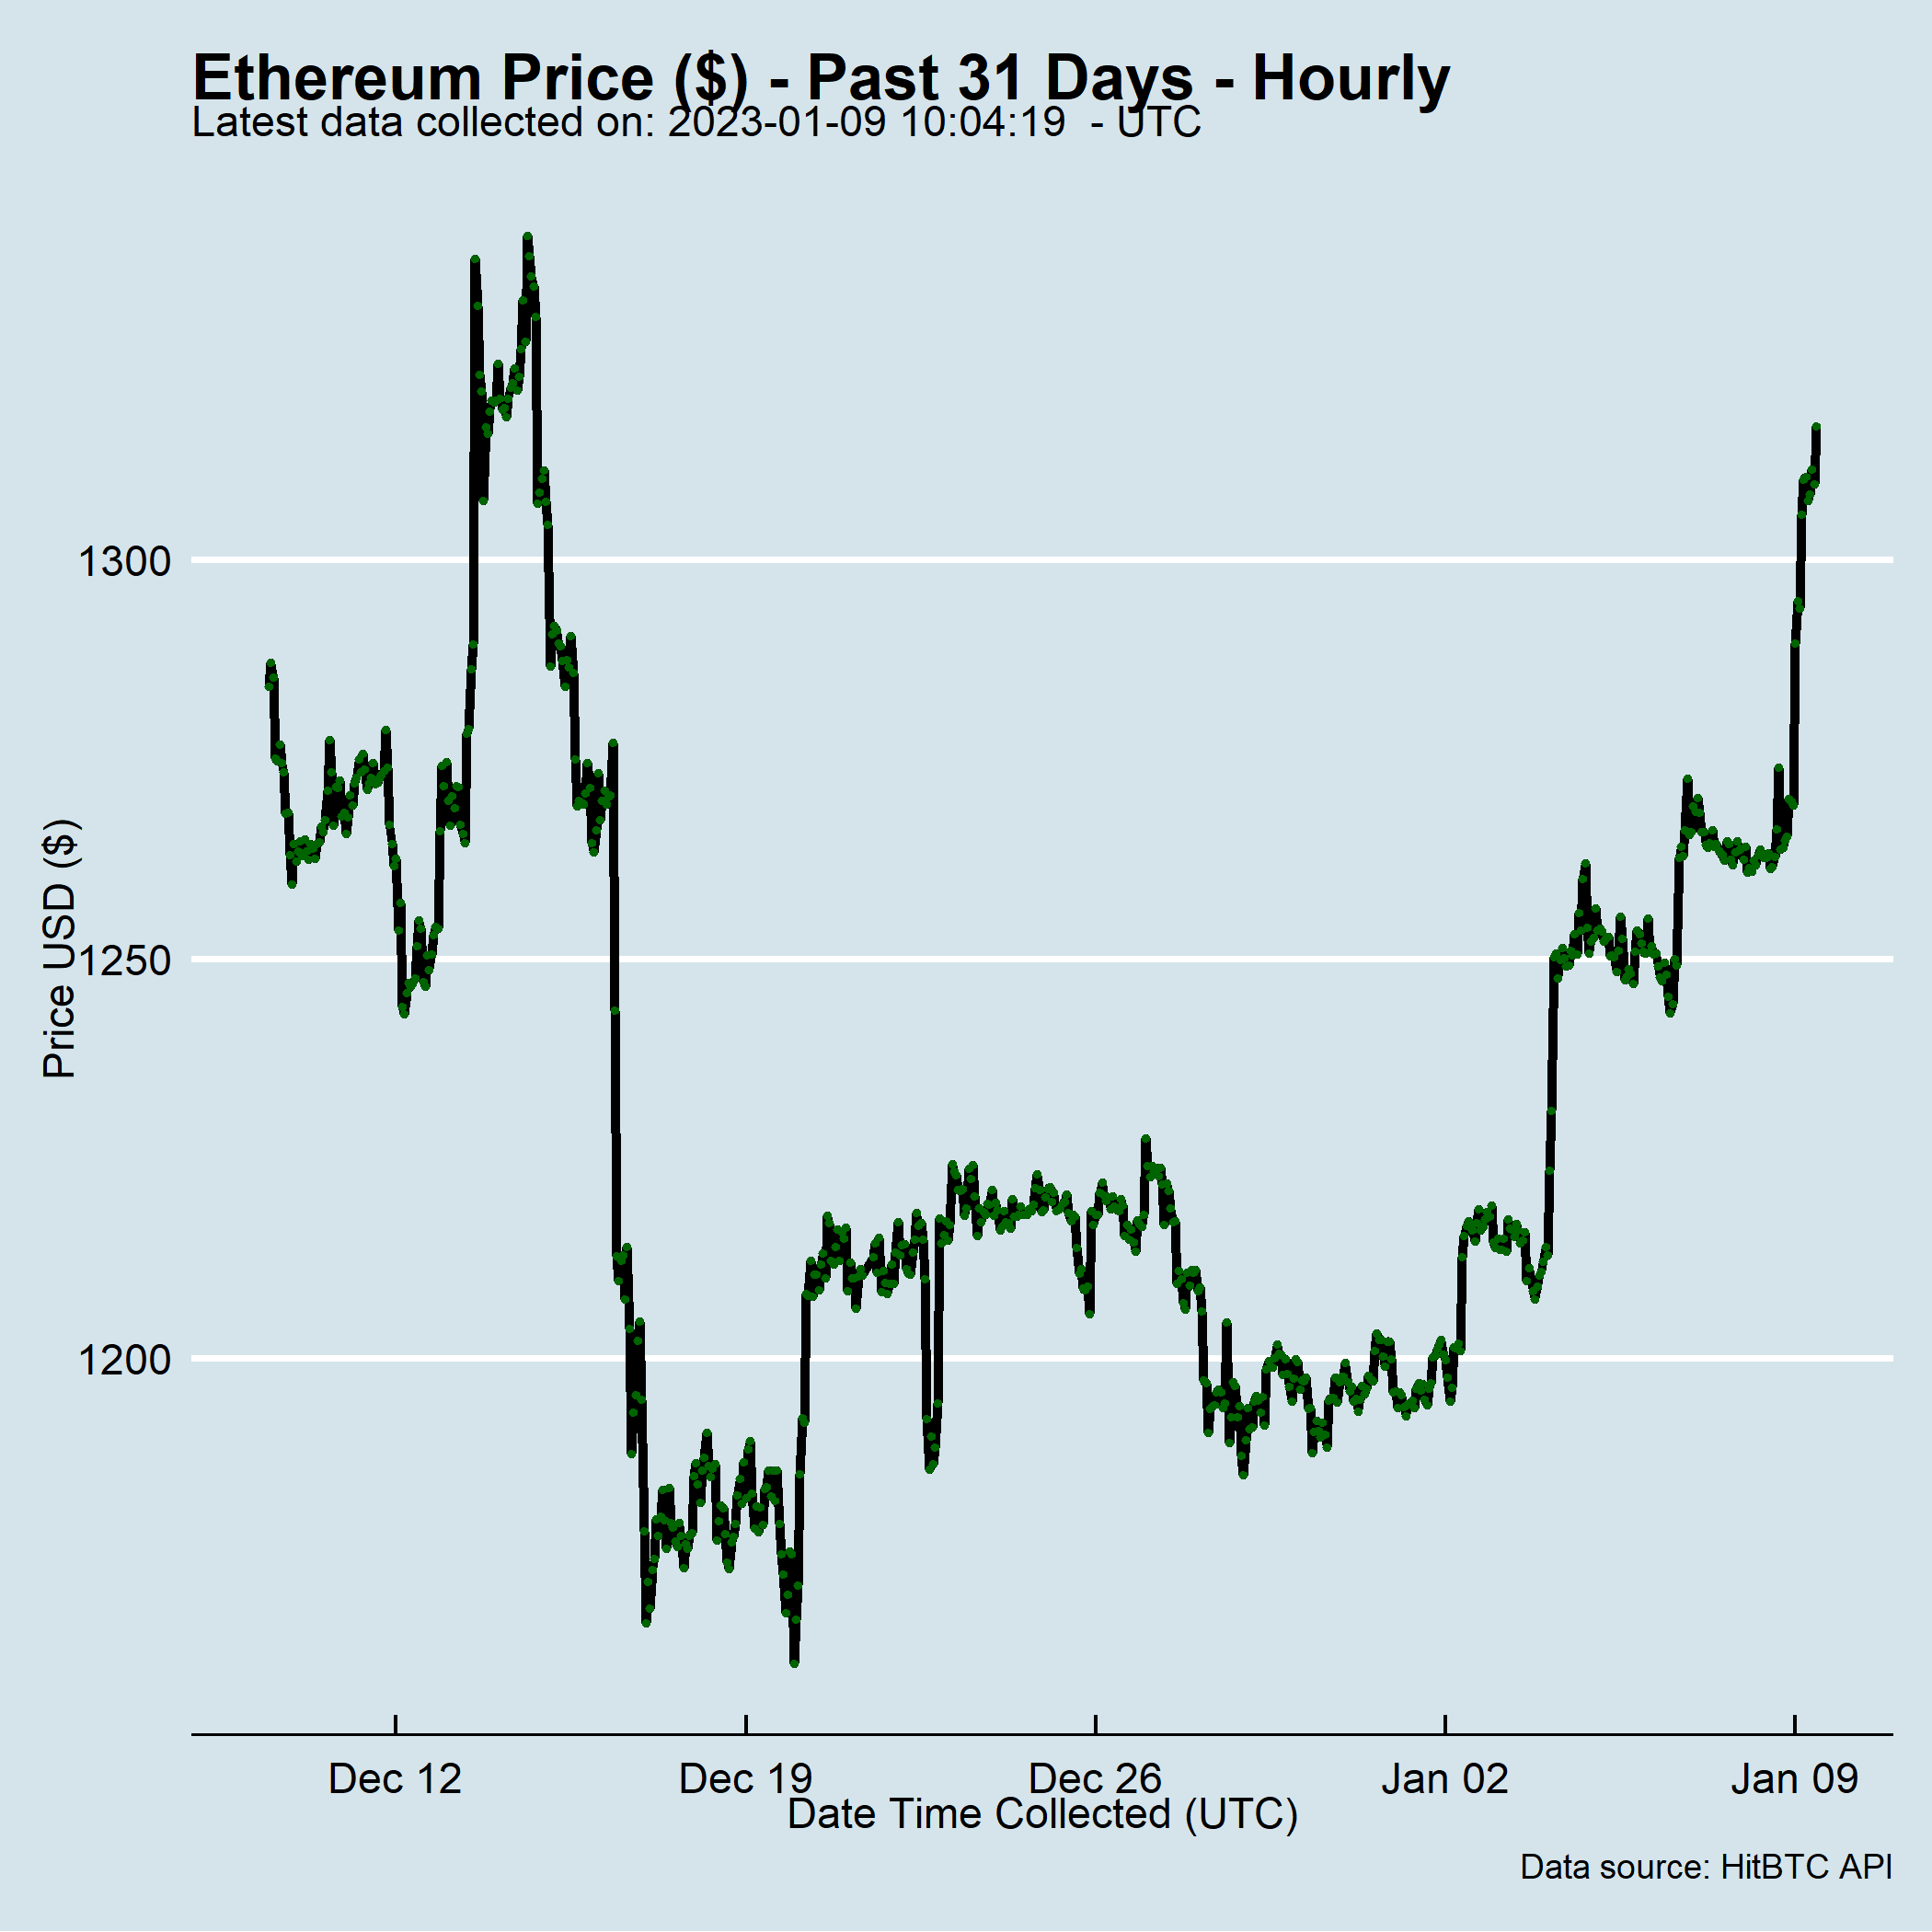 Ethereum Price ($) - Past 31 Days - Hourly
Latest data collected on: 2023-01-09 10:04:19  - UTC
1300
1250
1200
Price USD ($)
Dec 12
Dec 19
Dec 26
Jan 02
Jan 09
Date Time Collected (UTC)
Data source: HitBTC API